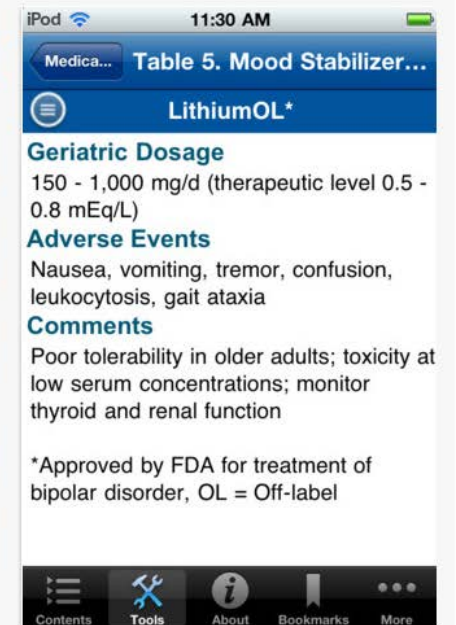 iPod 11:30 AM
Medica... Table 5. Mood Stabilizer...
LithiumOL*
Geriatric Dosage
150 - 1,000 mg/d (therapeutic level 0.5 -
0.8 mEq/L)
Adverse Events
Nausea, vomiting, tremor, confusion,
leukocytosis, gait ataxia
Comments
Poor tolerability in older adults; toxicity at
low serum concentrations; monitor
thyroid and renal function
*Approved by FDA for treatment of
bipolar disorder, OL = Off-label
Contents Tools About Bookmarks More